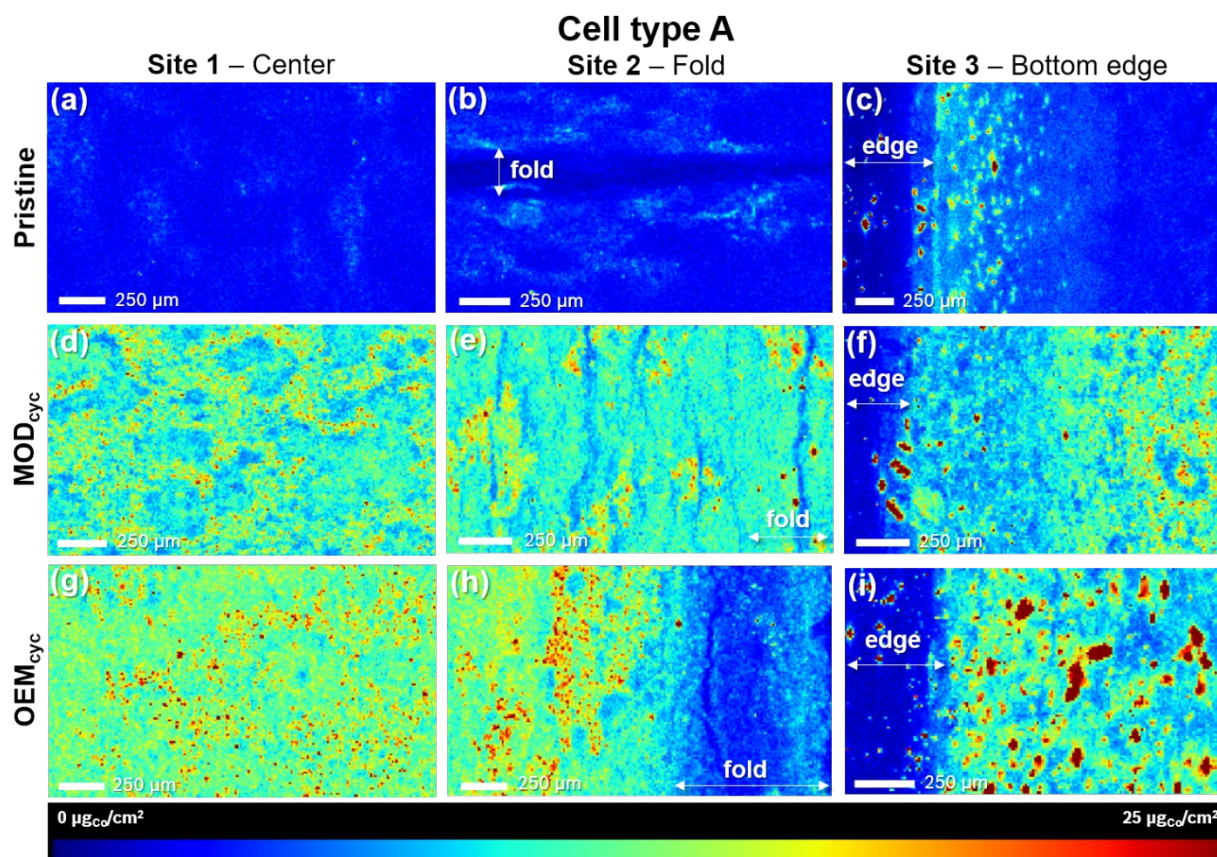 Cell type A
Site 1 – Center
Site 2 – Fold
Site 3 – Bottom edge
Pristine
(a)
250 µm
(b)
fold
250 µm
(c)
edge
250 µm
MODcyc
(d)
250 µm
(e)
fold
250 µm
(f)
edge
250 µm
OEMcyc
(g)
250 µm
(h)
fold
250 µm
(i)
edge
250 µm
0 µgCo/cm²
25 µgCo/cm²